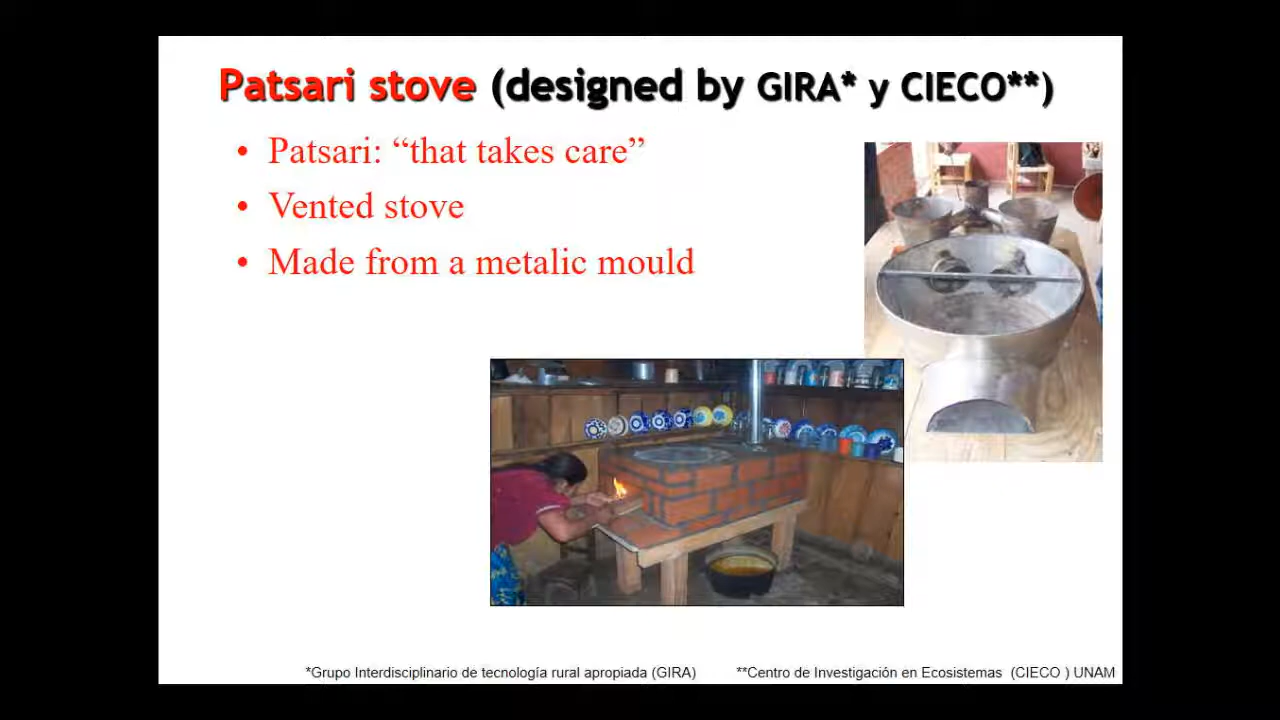 Patsari stove (designed by GIRA* y CIECO**)
• Patsari: “that takes care”
• Vented stove
• Made from a metalic mould
*Grupo Interdisciplinario de tecnología rural apropiada (GIRA) **Centro de Investigación en Ecosistemas (CIECO ) UNAM